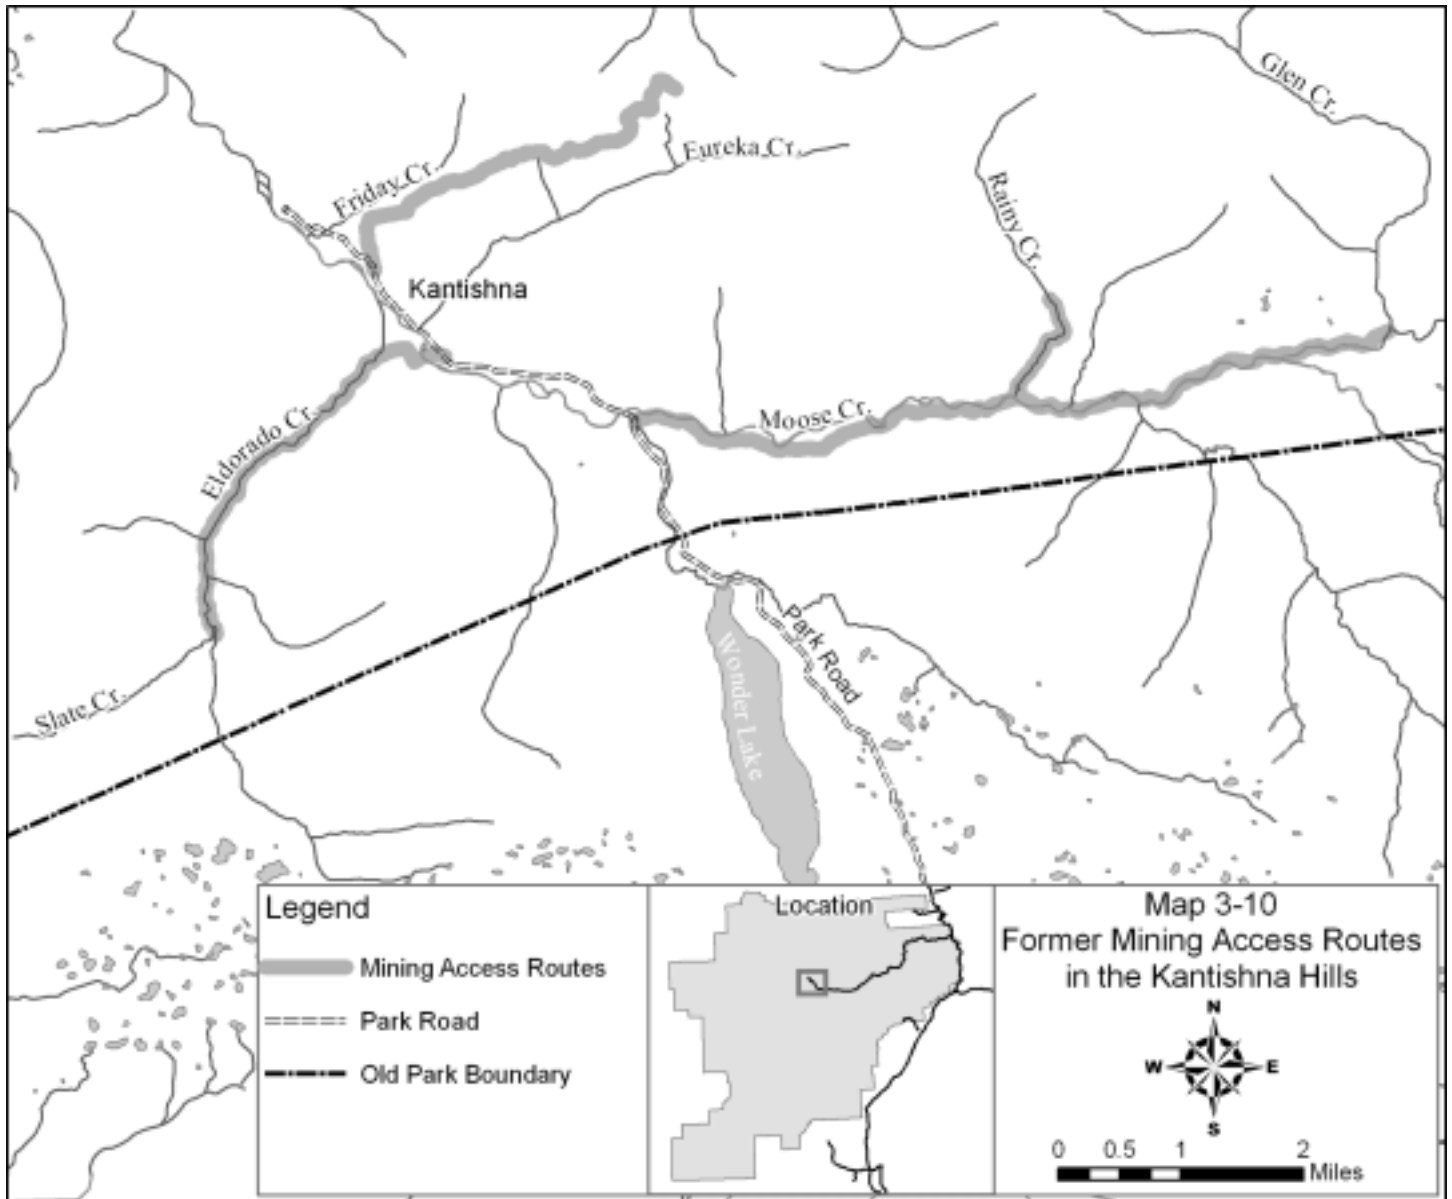 Glen Cr.
Friday Cr.
Eureka Cr.
Rainy Cr.
Kantishna
Moose Cr.
Eldorado Cr.
Park Road
Wonder Lake
Slate Cr.
Legend
Mining Access Routes
Park Road
Old Park Boundary
Location
Map 3-10
Former Mining Access Routes
in the Kantishna Hills
N
W E
S
0 0.5 1 2
Miles